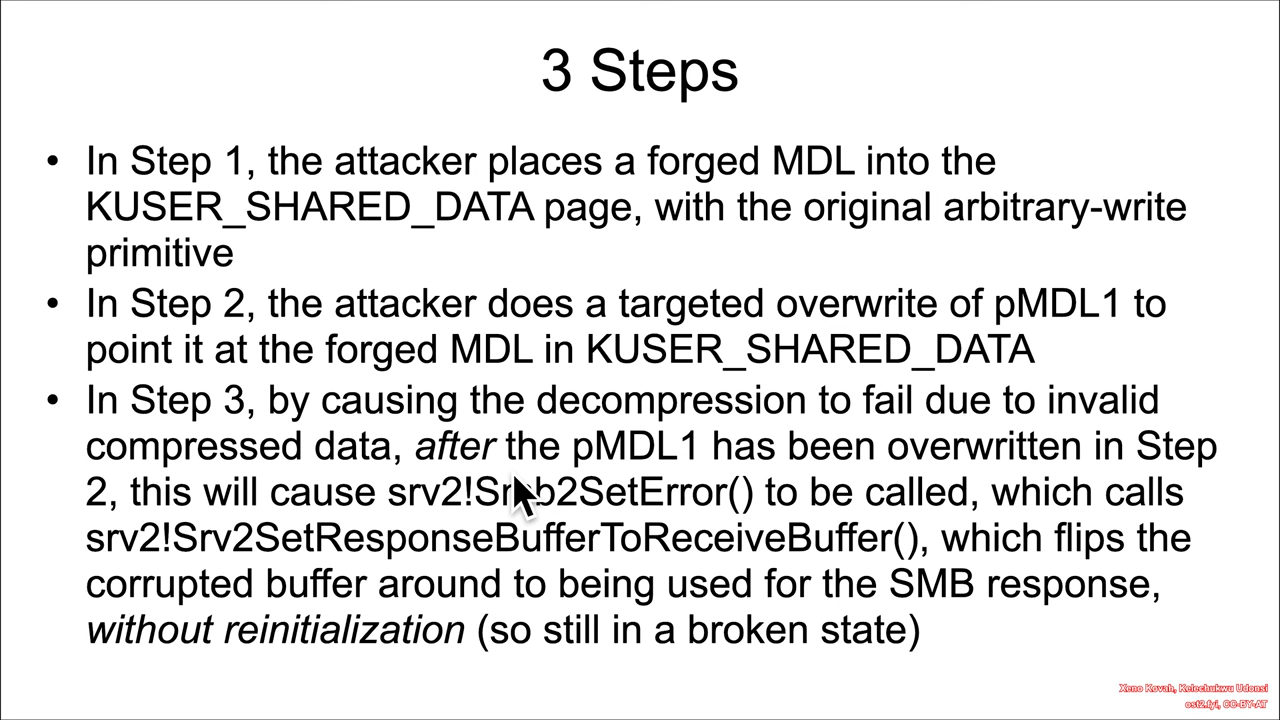 3 Steps
• In Step 1, the attacker places a forged MDL into the
KUSER_SHARED_DATA page, with the original arbitrary-write
primitive
• In Step 2, the attacker does a targeted overwrite of pMDL1 to
point it at the forged MDL in KUSER_SHARED_DATA
• In Step 3, by causing the decompression to fail due to invalid
compressed data, after the pMDL1 has been overwritten in Step
2, this will cause srv2!Smb2SetError() to be called, which calls
srv2!Srv2SetResponseBufferToReceiveBuffer(), which flips the
corrupted buffer around to being used for the SMB response,
without reinitialization (so still in a broken state)
Xeno Kovah, Kelechukwu Udonsi
ost2.fyi, CC-BY-AT